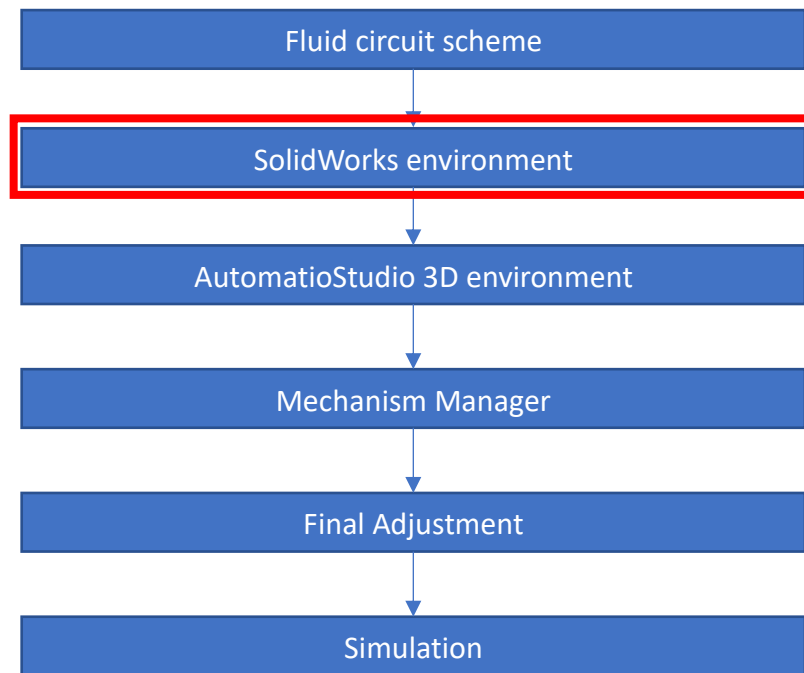 Fluid circuit scheme
SolidWorks environment
AutomatioStudio 3D environment
Mechanism Manager
Final Adjustment
Simulation